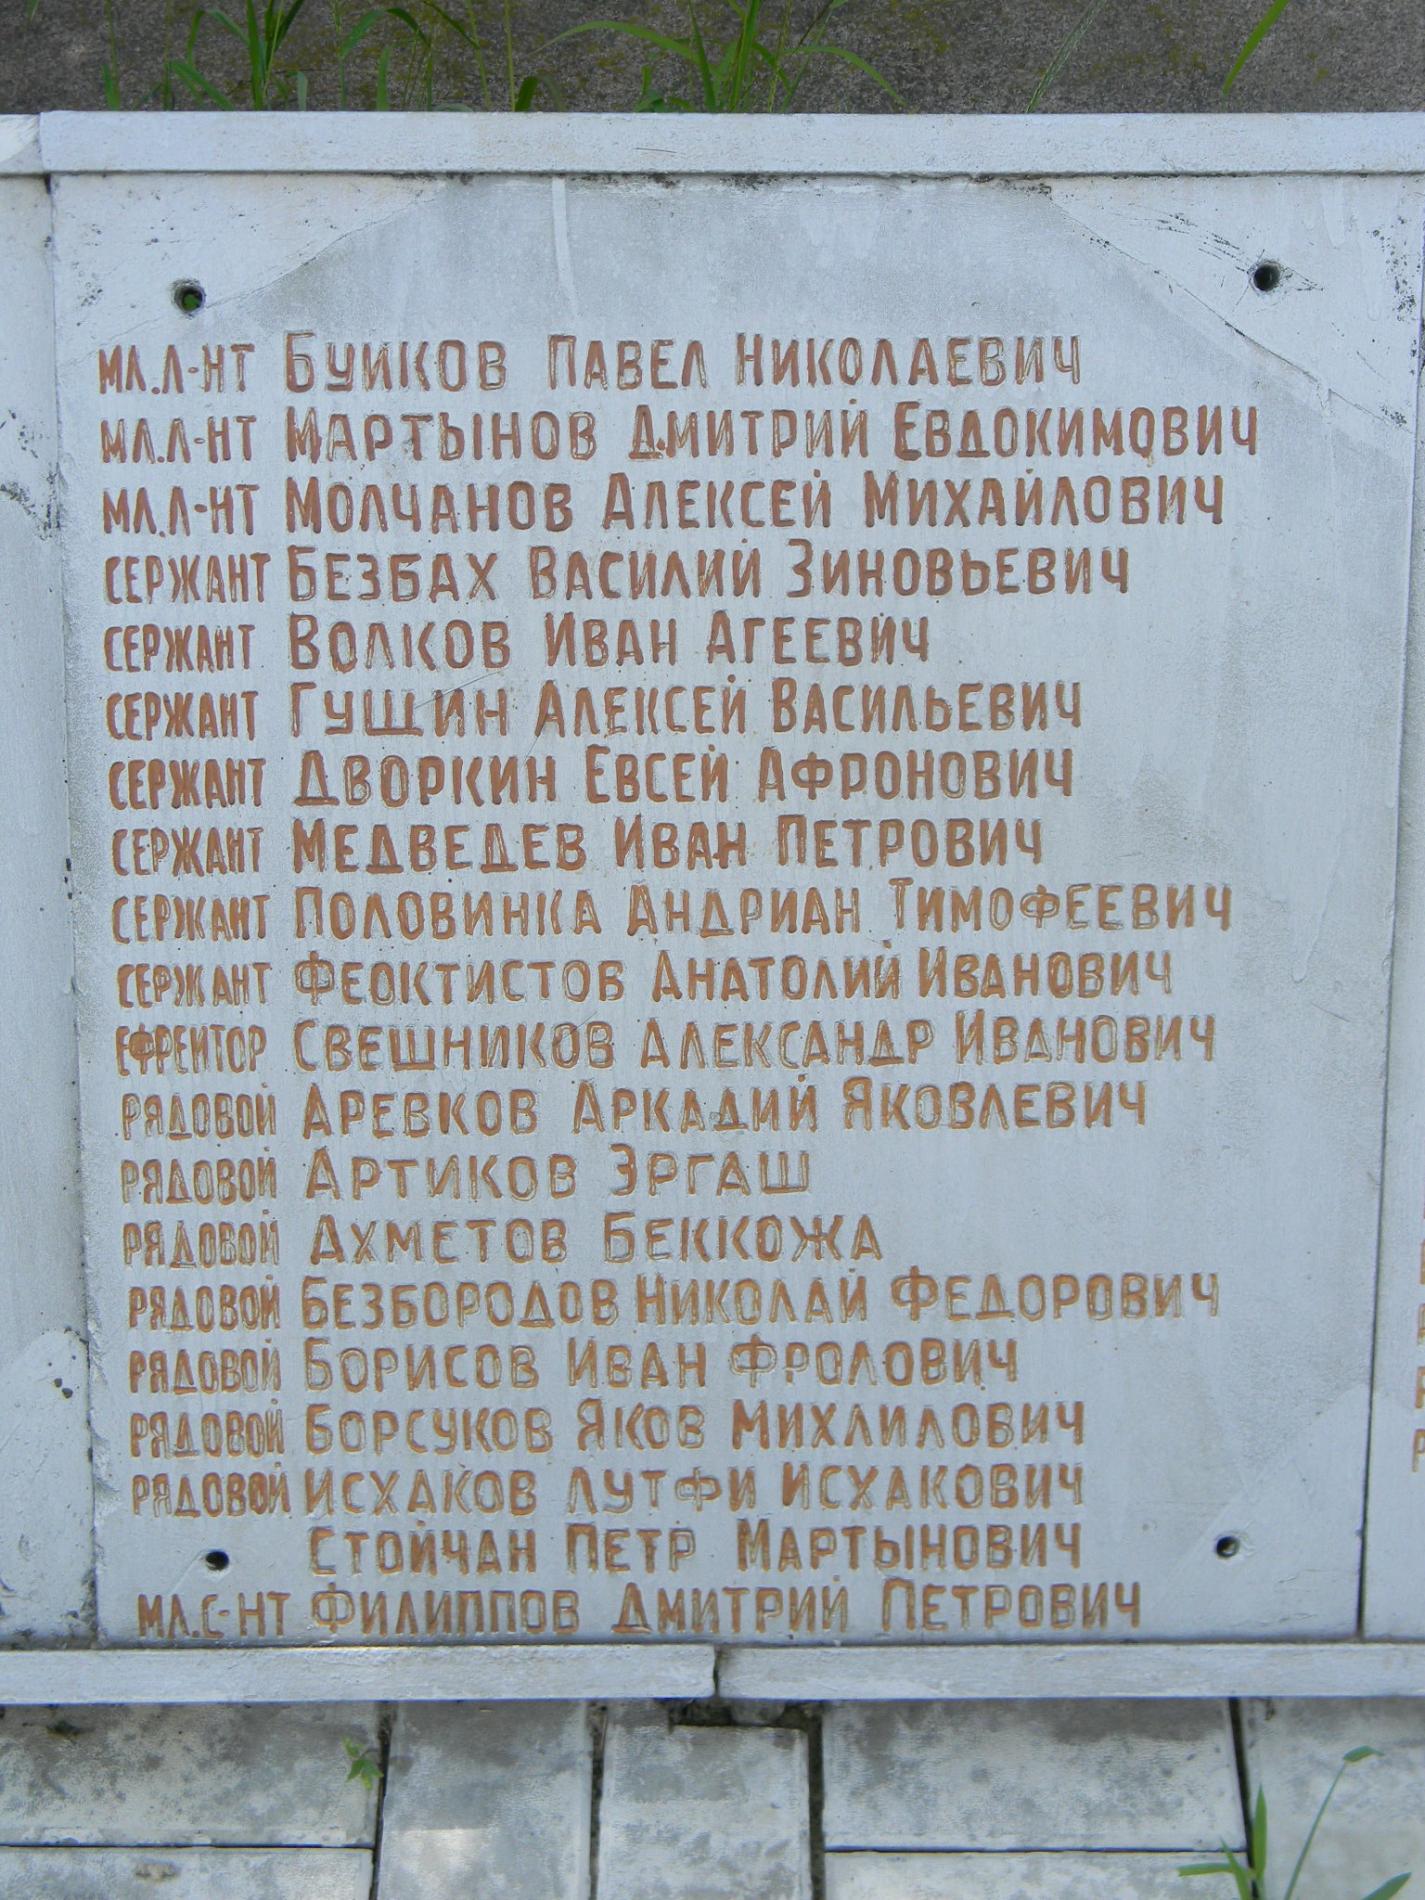 МЛ.Л-НТ БУЙКОВ ПАВЕЛ НИКОЛАЕВИЧ
МЛ.Л-НТ МАРТЫНОВ ДМИТРИЙ ЕВДОКИМОВИЧ
МЛ.Л-НТ МОЛЧАНОВ АЛЕКСЕЙ МИХАЙЛОВИЧ
СЕРЖАНТ БЕЗБАХ ВАСИЛИЙ ЗИНОВЬЕВИЧ
СЕРЖАНТ ВОЛКОВ ИВАН АГЕЕВИЧ
СЕРЖАНТ ГУЩИН АЛЕКСЕЙ ВАСИЛЬЕВИЧ
СЕРЖАНТ ДВОРКИН ЕВСЕЙ АФРОНОВИЧ
СЕРЖАНТ МЕДВЕДЕВ ИВАН ПЕТРОВИЧ
СЕРЖАНТ ПОЛОВИНКА АНДРИАН ТИМОФЕЕВИЧ
СЕРЖАНТ ФЕОКТИСТОВ АНАТОЛИЙ ИВАНОВИЧ
ЕФРЕЙТОР СВЕШНИКОВ АЛЕКСАНДР ИВАНОВИЧ
РЯДОВОЙ АРЕВКОВ АРКАДИЙ ЯКОВЛЕВИЧ
РЯДОВОЙ АРТИКОВ ЭРГАШ
РЯДОВОЙ АХМЕТОВ БЕККОЖА
РЯДОВОЙ БЕЗБОРОДОВ НИКОЛАЙ ФЕДОРОВИЧ
РЯДОВОЙ БОРИСОВ ИВАН ФРОЛОВИЧ
РЯДОВОЙ БОРСУКОВ ЯКОВ МИХЛИЛОВИЧ
РЯДОВОЙ ИСХАКОВ ЛУТФИ ИСХАКОВИЧ
СТОЙЧАН ПЕТР МАРТЫНОВИЧ
МЛ.С-НТ ФИЛИППОВ ДМИТРИЙ ПЕТРОВИЧ